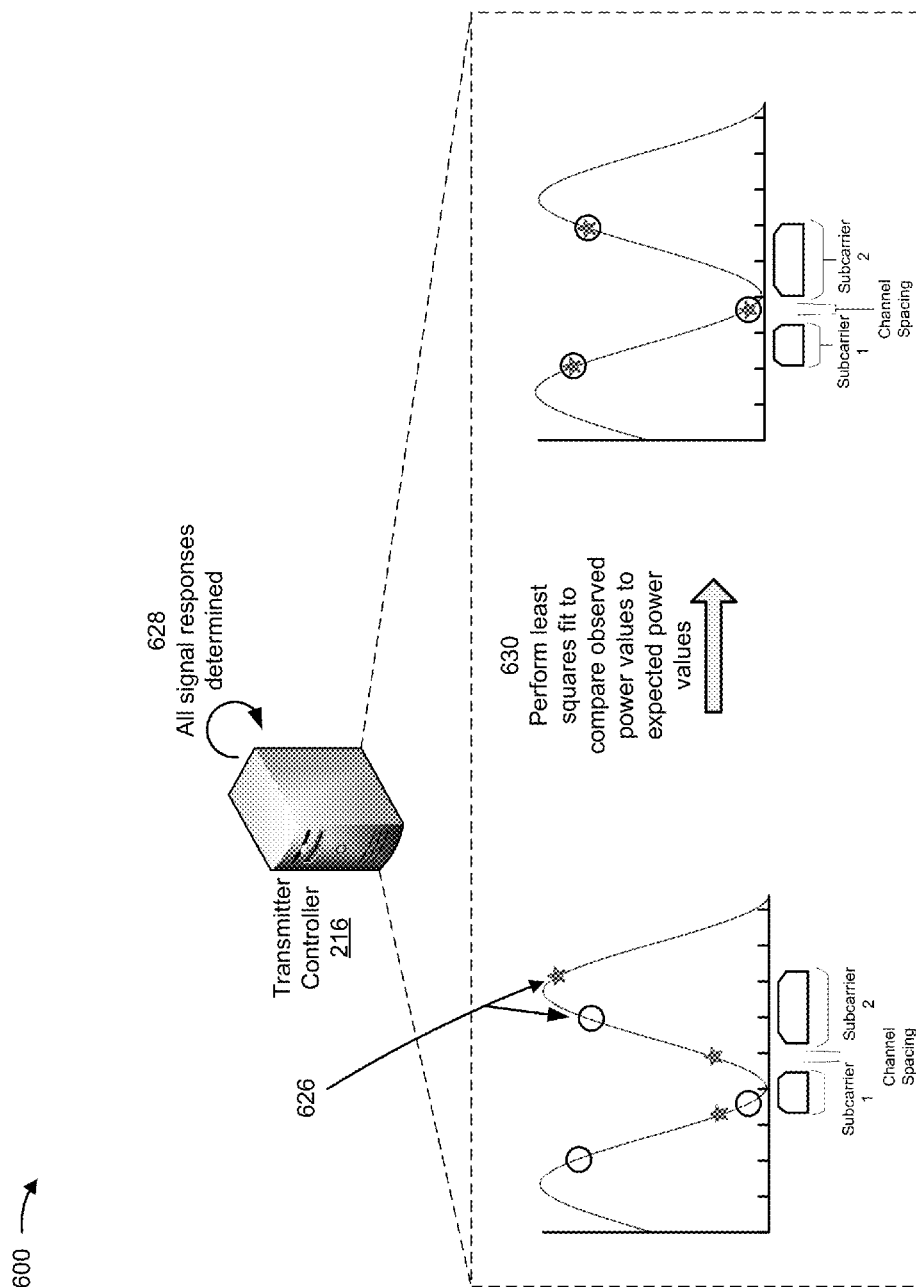 600
628
All signal responses
determined
Transmitter
Controller
216
626
630
Perform least
squares fit to
compare observed
power values to
expected power
values
Subcarrier
1
Subcarrier
2
Channel
Spacing
Subcarrier
1
Subcarrier
2
Channel
Spacing